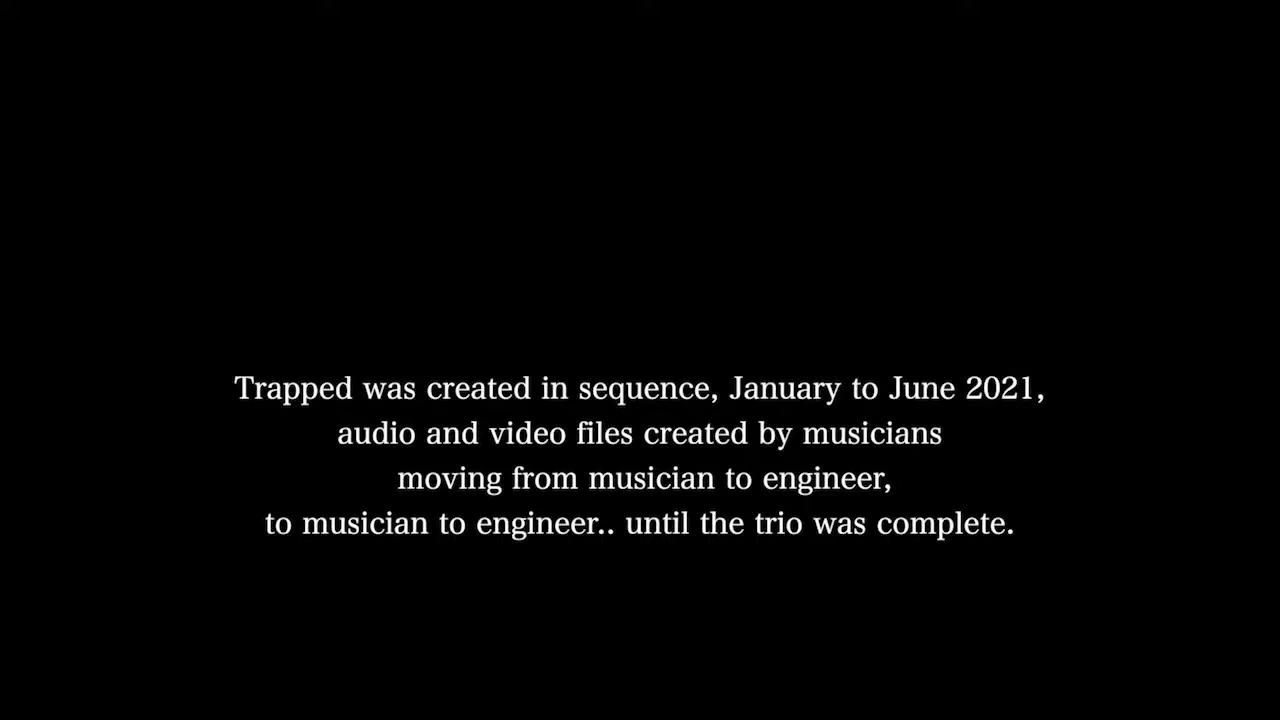 Trapped was created in sequence, January to June 2021,
audio and video files created by musicians
moving from musician to engineer,
to musician to engineer.. until the trio was complete.